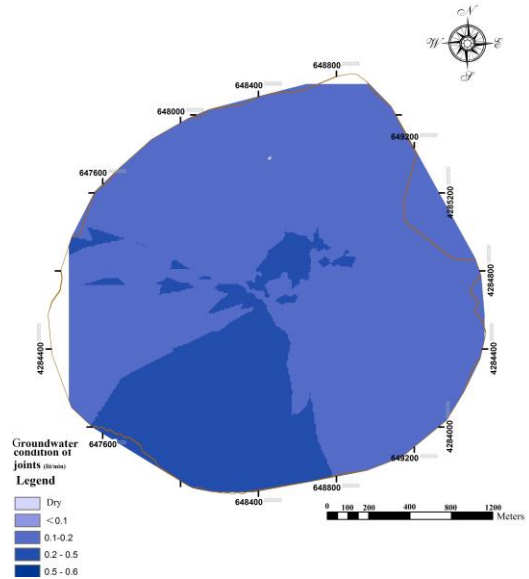 N
W E
S
648800
648400
648000
649200
647600
4285200
4284800
4284400
4284400
4284000
647600
649200
648800
648400
Groundwater
condition of
joints (lit/min)
Legend
Dry
<0.1
0.1-0.2
0.2 - 0.5
0.5 - 0.6
0 100 200 400 800 1200
Meters